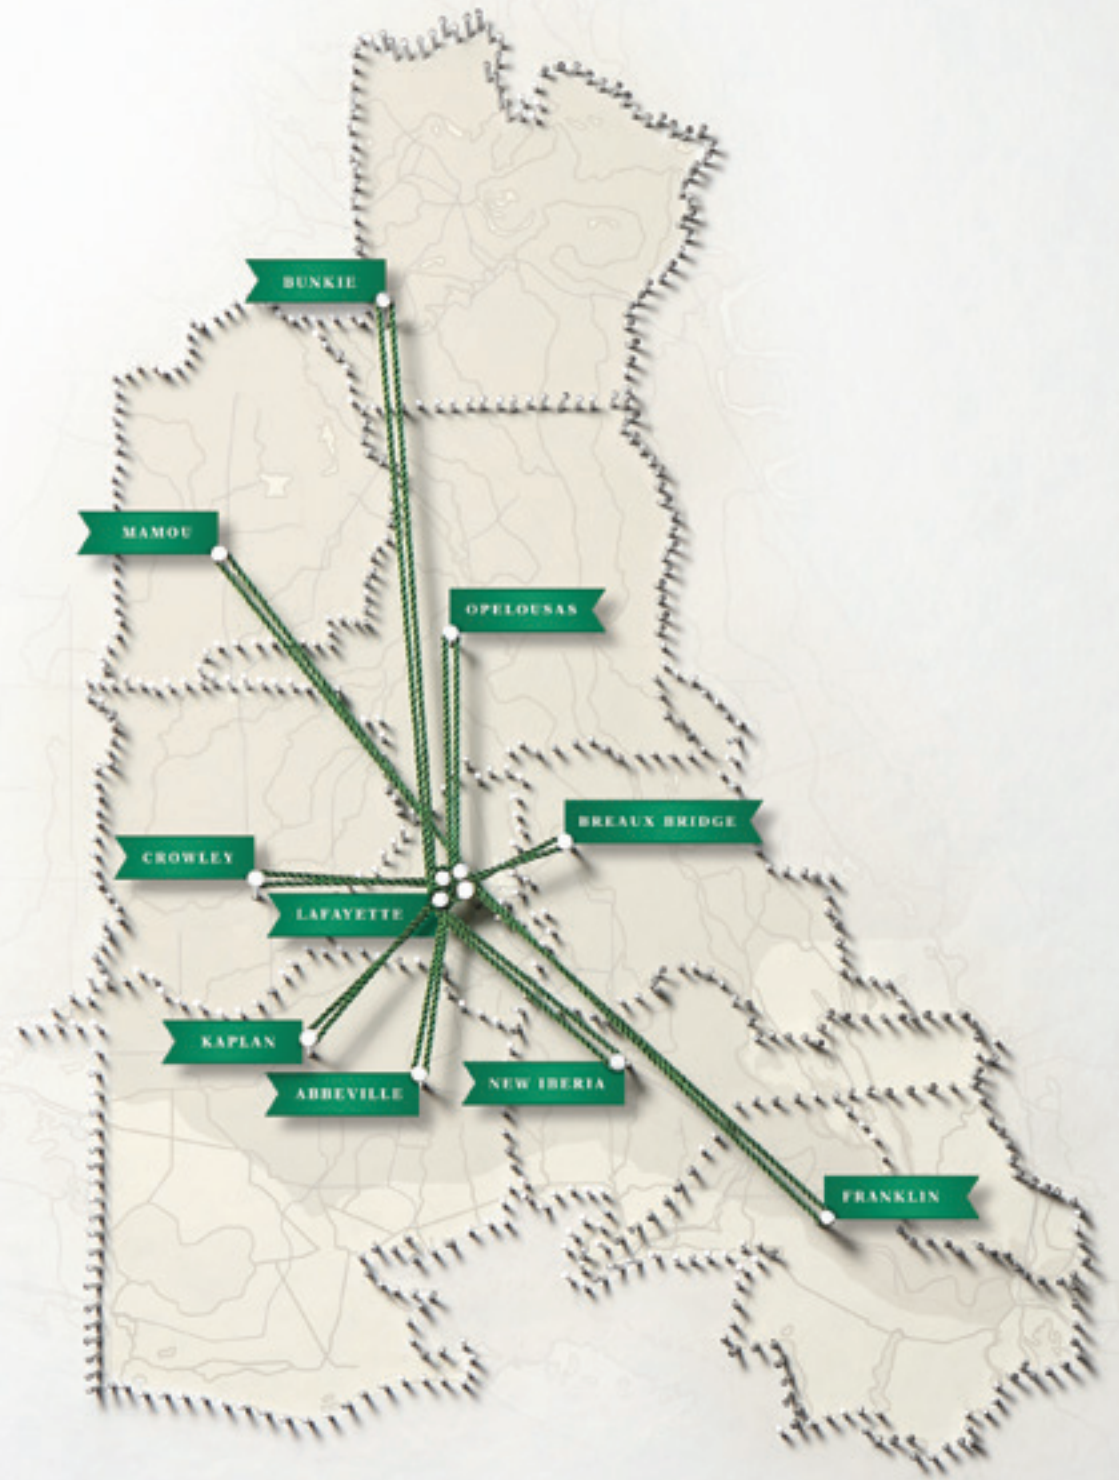 BUNKIE
MAMOU
OPELOUSAS
BREAUX BRIDGE
CROWLEY
LAFAYETTE
KAPLAN
ABBEVILLE
NEW IBERIA
FRANKLIN